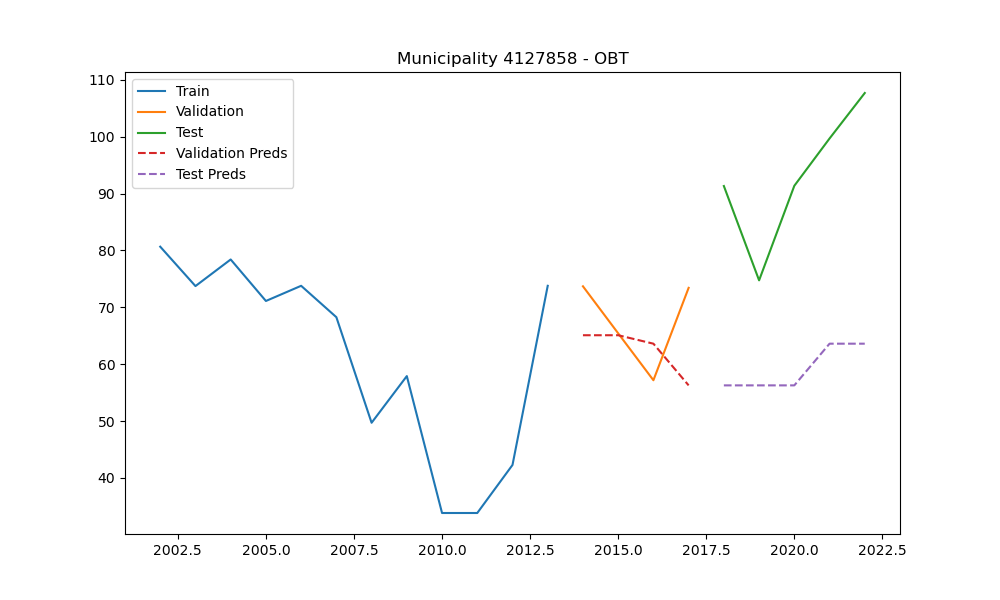 Municipality 4127858 - OBT
Train
Validation
Test
Validation Preds
Test Preds
110
100
90
80
70
60
50
40
2002.5 2005.0 2007.5 2010.0 2012.5 2015.0 2017.5 2020.0 2022.5